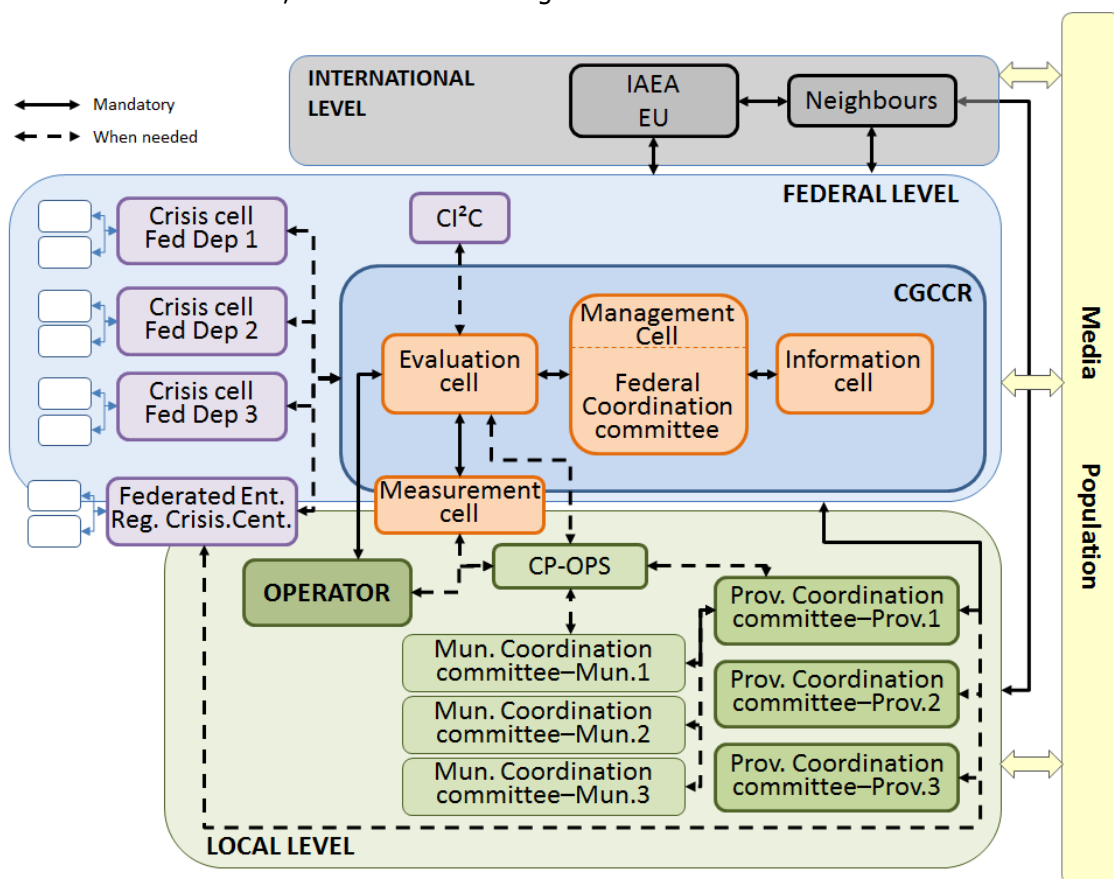 INTERNATIONAL
LEVEL
IAEA
EU
Neighbours
Mandatory
When needed
FEDERAL LEVEL
Crisis cell
Fed Dep 1
CI²C
CGCCR
Crisis cell
Fed Dep 2
Management
Cell
Evaluation
cell
Federal
Coordination
committee
Information
cell
Crisis cell
Fed Dep 3
Federated Ent.
Reg. Crisis.Cent.
Measurement
cell
CP-OPS
OPERATOR
Prov. Coordination
committee–Prov.1
Mun. Coordination
committee–Mun.1
Prov. Coordination
committee–Prov.2
Mun. Coordination
committee–Mun.2
Prov. Coordination
committee–Prov.3
Mun. Coordination
committee–Mun.3
LOCAL LEVEL
Media
Population